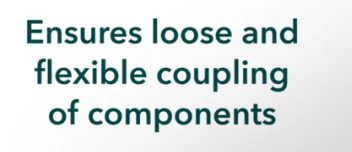 Ensures loose and
flexible coupling
of components